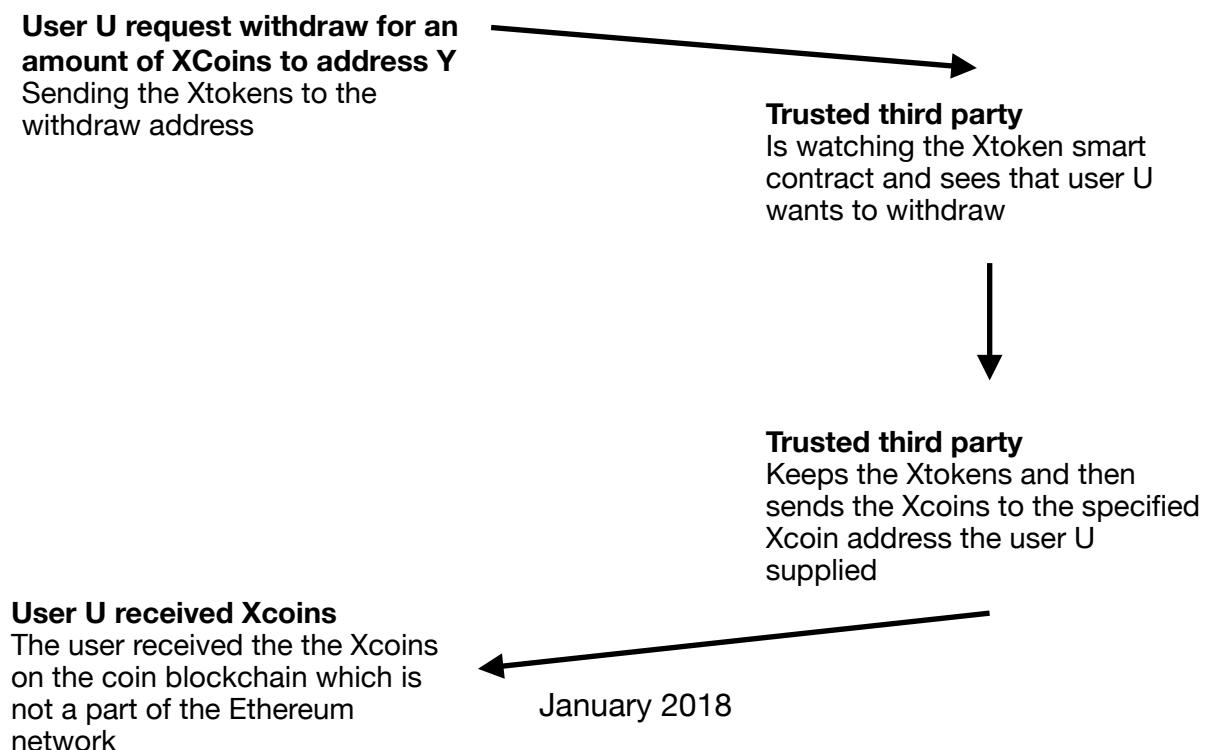 User U request withdraw for an
amount of XCoins to address Y
Sending the Xtokens to the
withdraw address
Trusted third party
Is watching the Xtoken smart
contract and sees that user U
wants to withdraw
Trusted third party
Keeps the Xtokens and then
sends the Xcoins to the specified
Xcoin address the user U
supplied
User U received Xcoins
The user received the the Xcoins
on the coin blockchain which is
not a part of the Ethereum
network
January 2018